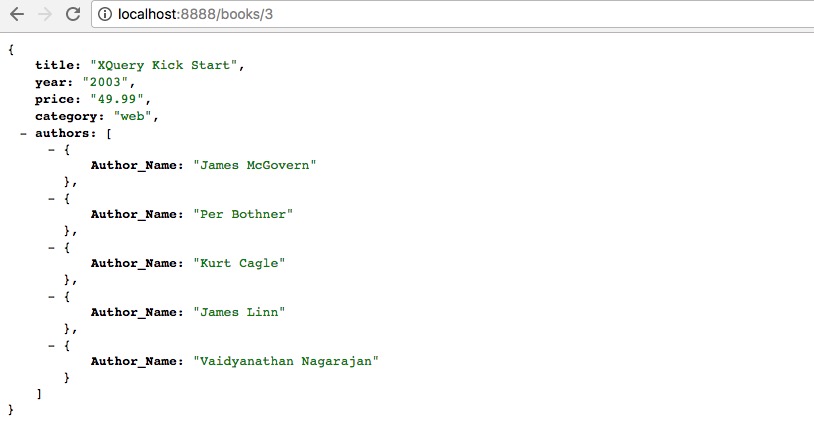 localhost:8888/books/3
{
title: "XQuery Kick Start",
year: "2003",
price: "49.99",
category: "web",
- authors: [
- {
Author_Name: "James McGovern"
},
- {
Author_Name: "Per Bothner"
},
- {
Author_Name: "Kurt Cagle"
},
- {
Author_Name: "James Linn"
},
- {
Author_Name: "Vaidyanathan Nagarajan"
}
]
}